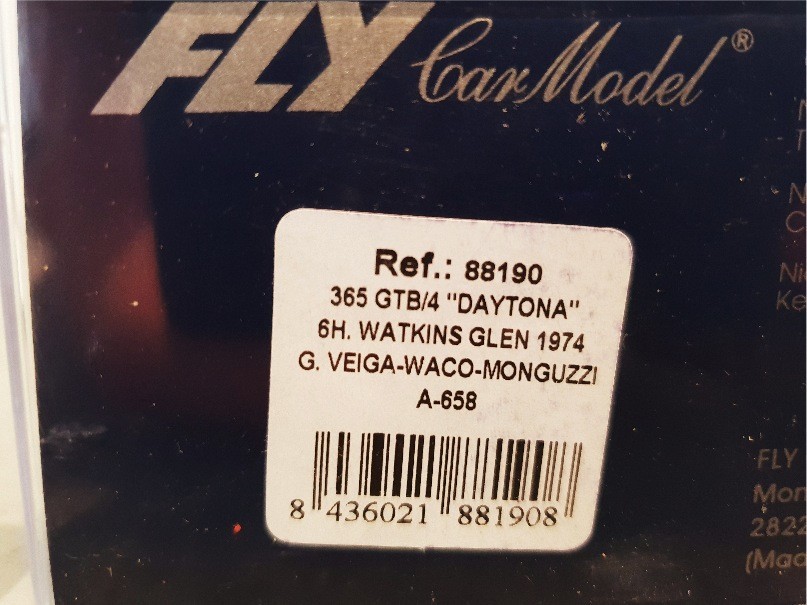 FLY Car Model ®
Ref.: 88190
365 GTB/4 "DAYTONA"
6H. WATKINS GLEN 1974
G. VEIGA-WACO-MONGUZZI
A-658
8 436021 881908
FLY
2822